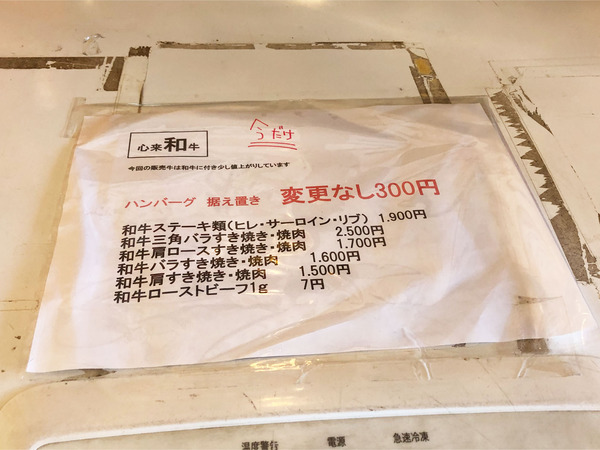 今だけ
心来和牛
今回の販売牛は和牛に付き少し値上がりしています
ハンバーグ 据え置き 変更なし300円
和牛ステーキ類(ヒレ・サーロイン・リブ) 1.900円
和牛三角バラすき焼き・焼肉 2.500円
和牛肩ロースすき焼き・焼肉 1.700円
和牛バラすき焼き・焼肉 1.600円
和牛肩すき焼き・焼肉 1.500円
和牛ローストビーフ1g 7円
温度警告 電源 急速冷凍